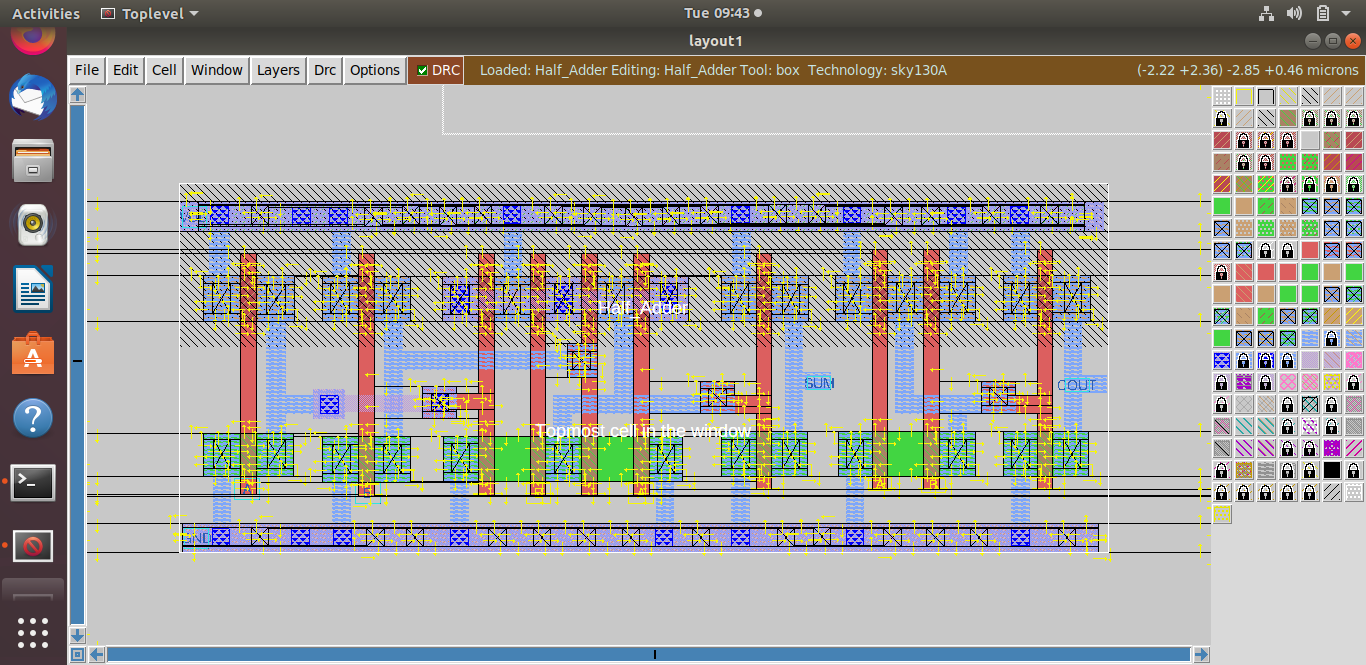 Activities Toplevel Tue 09:43
layout1
File Edit Cell Window Layers Drc Options DRC Loaded: Half_Adder Editing: Half_Adder Tool: box Technology: sky130A (-2.22 +2.36) -2.85 +0.46 microns
Half_Adder
SUM
COUT
Topmost cell in the window